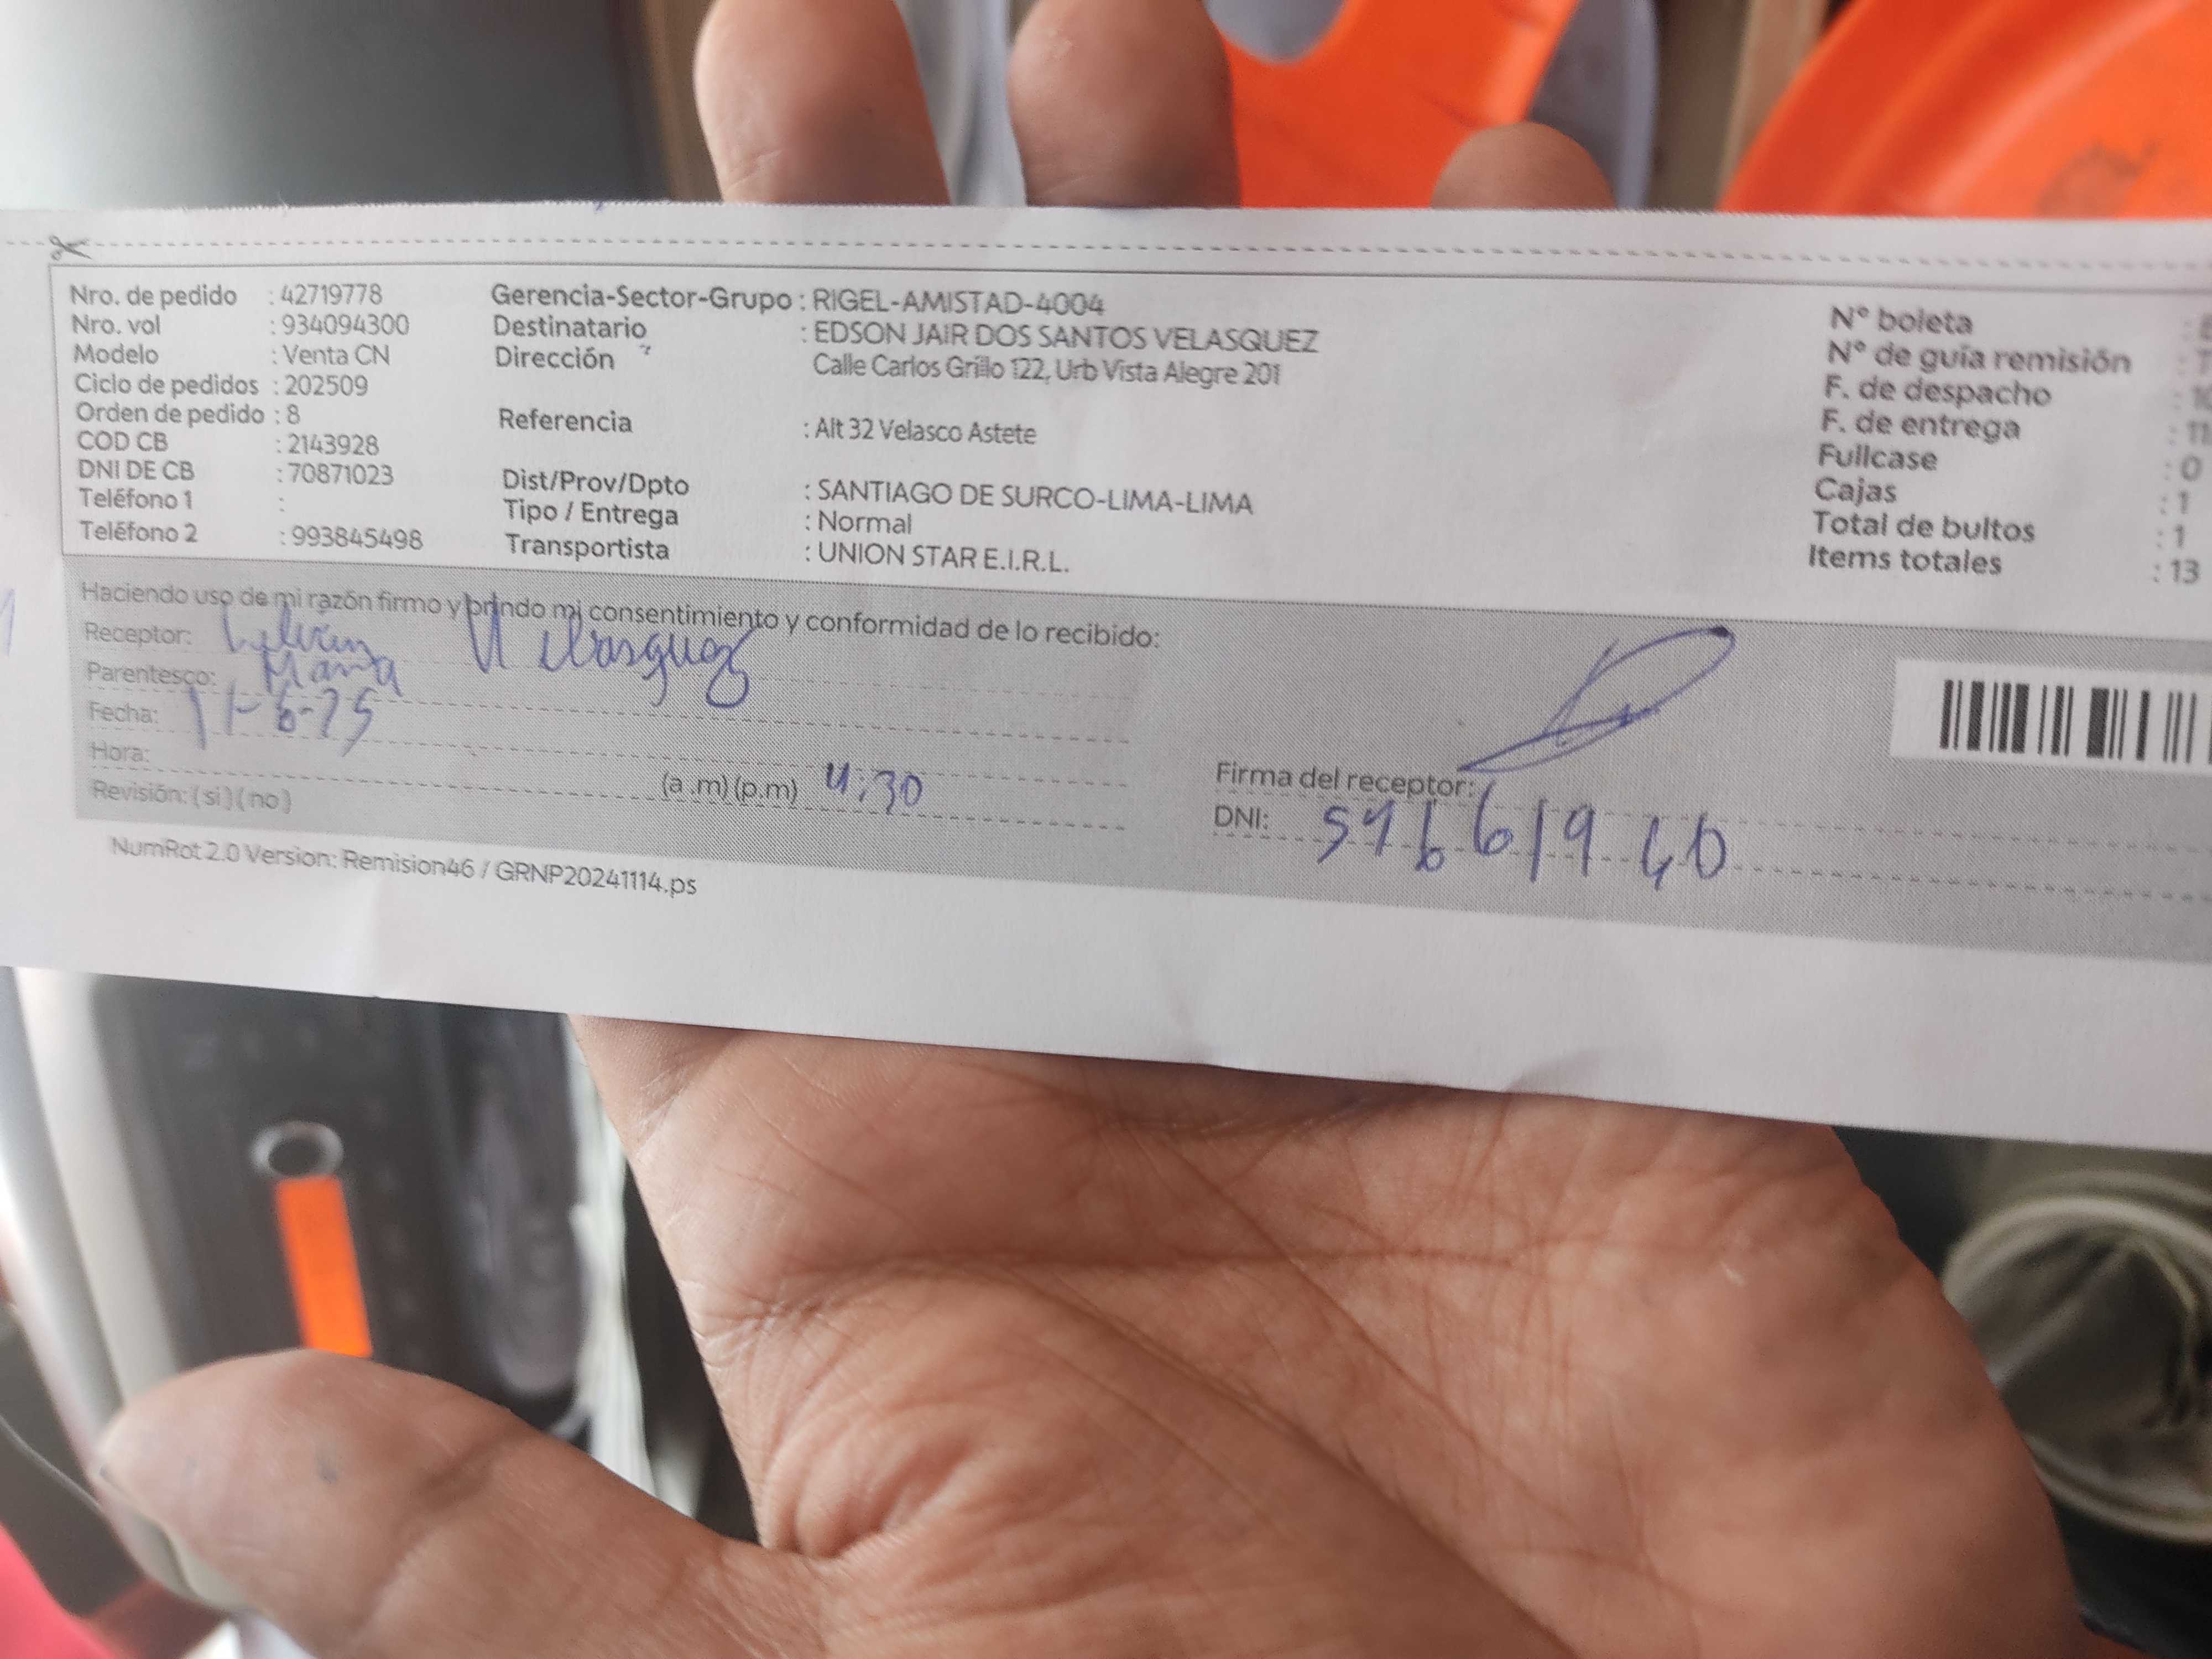 Nro. de pedido : 42719778
Nro. vol : 934094300
Modelo : Venta CN
Ciclo de pedidos : 202509
Orden de pedido : 8
COD CB : 2143928
DNI DE CB : 70871023
Teléfono 1 :
Teléfono 2 : 993845498
Gerencia-Sector-Grupo : RIGEL-AMISTAD-4004
Destinatario : EDSON JAIR DOS SANTOS VELASQUEZ
Dirección Calle Carlos Grillo 122, Urb Vista Alegre 201
Referencia : Alt 32 Velasco Astete
Dist/Prov/Dpto : SANTIAGO DE SURCO-LIMA-LIMA
Tipo / Entrega : Normal
Transportista : UNION STAR E.I.R.L.
N° boleta :
N° de guía remisión :
F. de despacho : 10
F. de entrega : 11
Fullcase : 0
Cajas : 1
Total de bultos : 1
Items totales : 13
Haciendo uso de mi razón firmo y brindo mi consentimiento y conformidad de lo recibido:
Receptor: Velasquez
Parentesco: Mama
Fecha: 11-6-25
Hora: (a .m) (p.m) 4:30
Revisión: ( si ) ( no )
Firma del receptor:
DNI:
NumRot 2.0 Version: Remision46 / GRNP20241114.ps